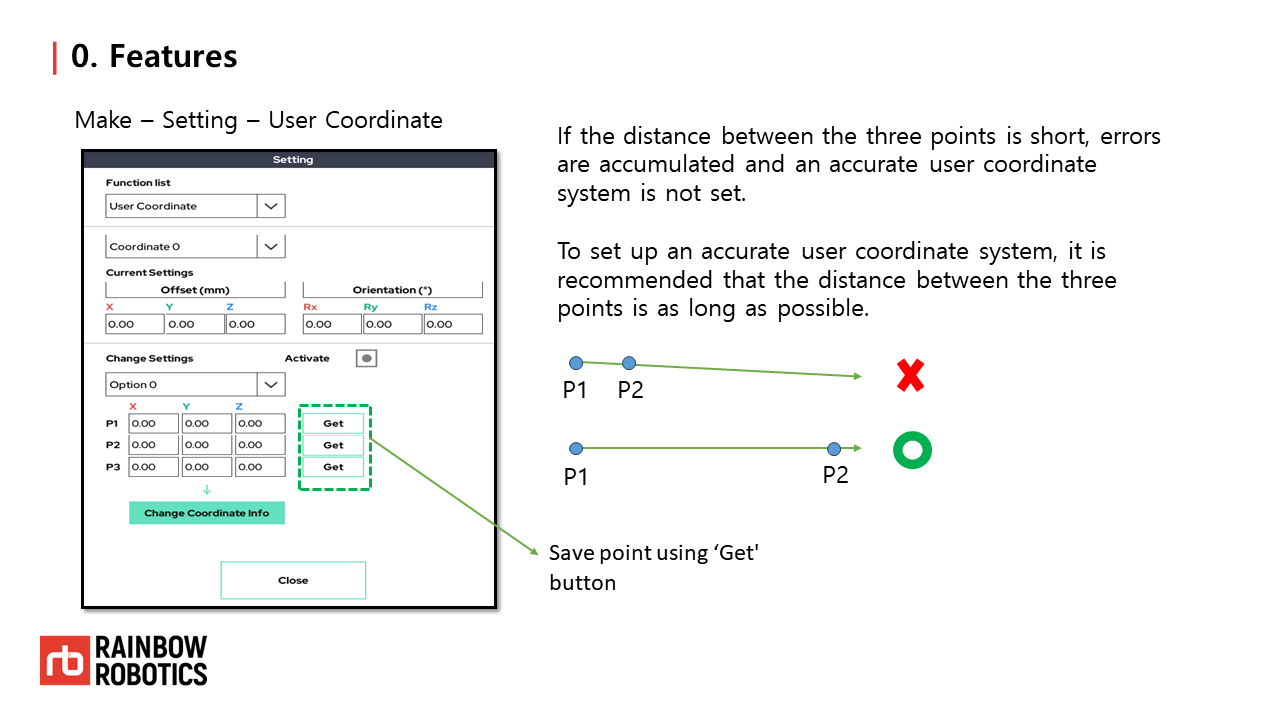 0. Features
Make – Setting – User Coordinate
Setting
Function list
User Coordinate
Coordinate 0
Current Settings
Offset (mm) Orientation (°)
X Y Z Rx Ry Rz
0.00 0.00 0.00 0.00 0.00 0.00
Change Settings Activate
Option 0
X Y Z
P1 0.00 0.00 0.00 Get
P2 0.00 0.00 0.00 Get
P3 0.00 0.00 0.00 Get
Change Coordinate Info
Close
If the distance between the three points is short, errors
are accumulated and an accurate user coordinate
system is not set.
To set up an accurate user coordinate system, it is
recommended that the distance between the three
points is as long as possible.
P1 P2
P1 P2
Save point using ‘Get'
button
rb RAINBOW
ROBOTICS